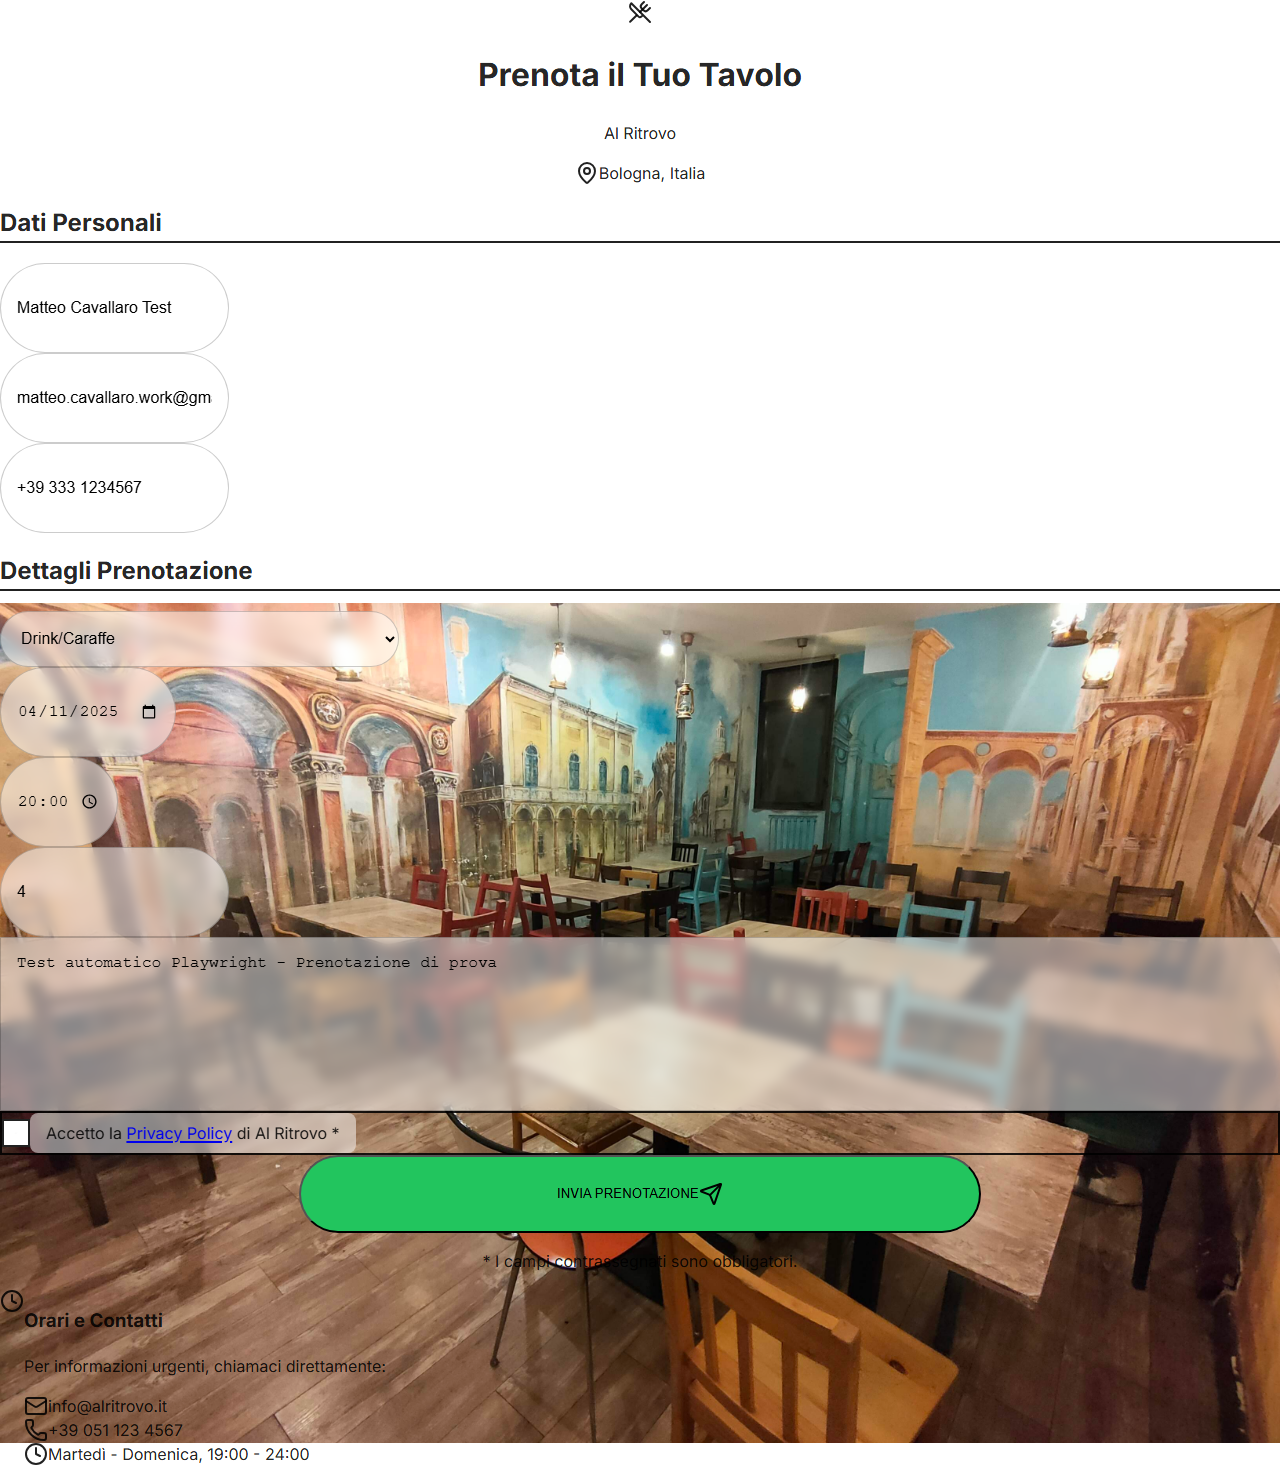 Prenota il Tuo Tavolo
Al Ritrovo
Bologna, Italia
Dati Personali
Matteo Cavallaro Test
matteo.cavallaro.work@gm
+39 333 1234567
Dettagli Prenotazione
Drink/Caraffe
04/11/2025
20:00
4
Test automatico Playwright - Prenotazione di prova
Accetto la Privacy Policy di Al Ritrovo *
INVIA PRENOTAZIONE
* I campi contrassegnati sono obbligatori.
Orari e Contatti
Per informazioni urgenti, chiamaci direttamente:
info@alritrovo.it
+39 051 123 4567
Martedì - Domenica, 19:00 - 24:00